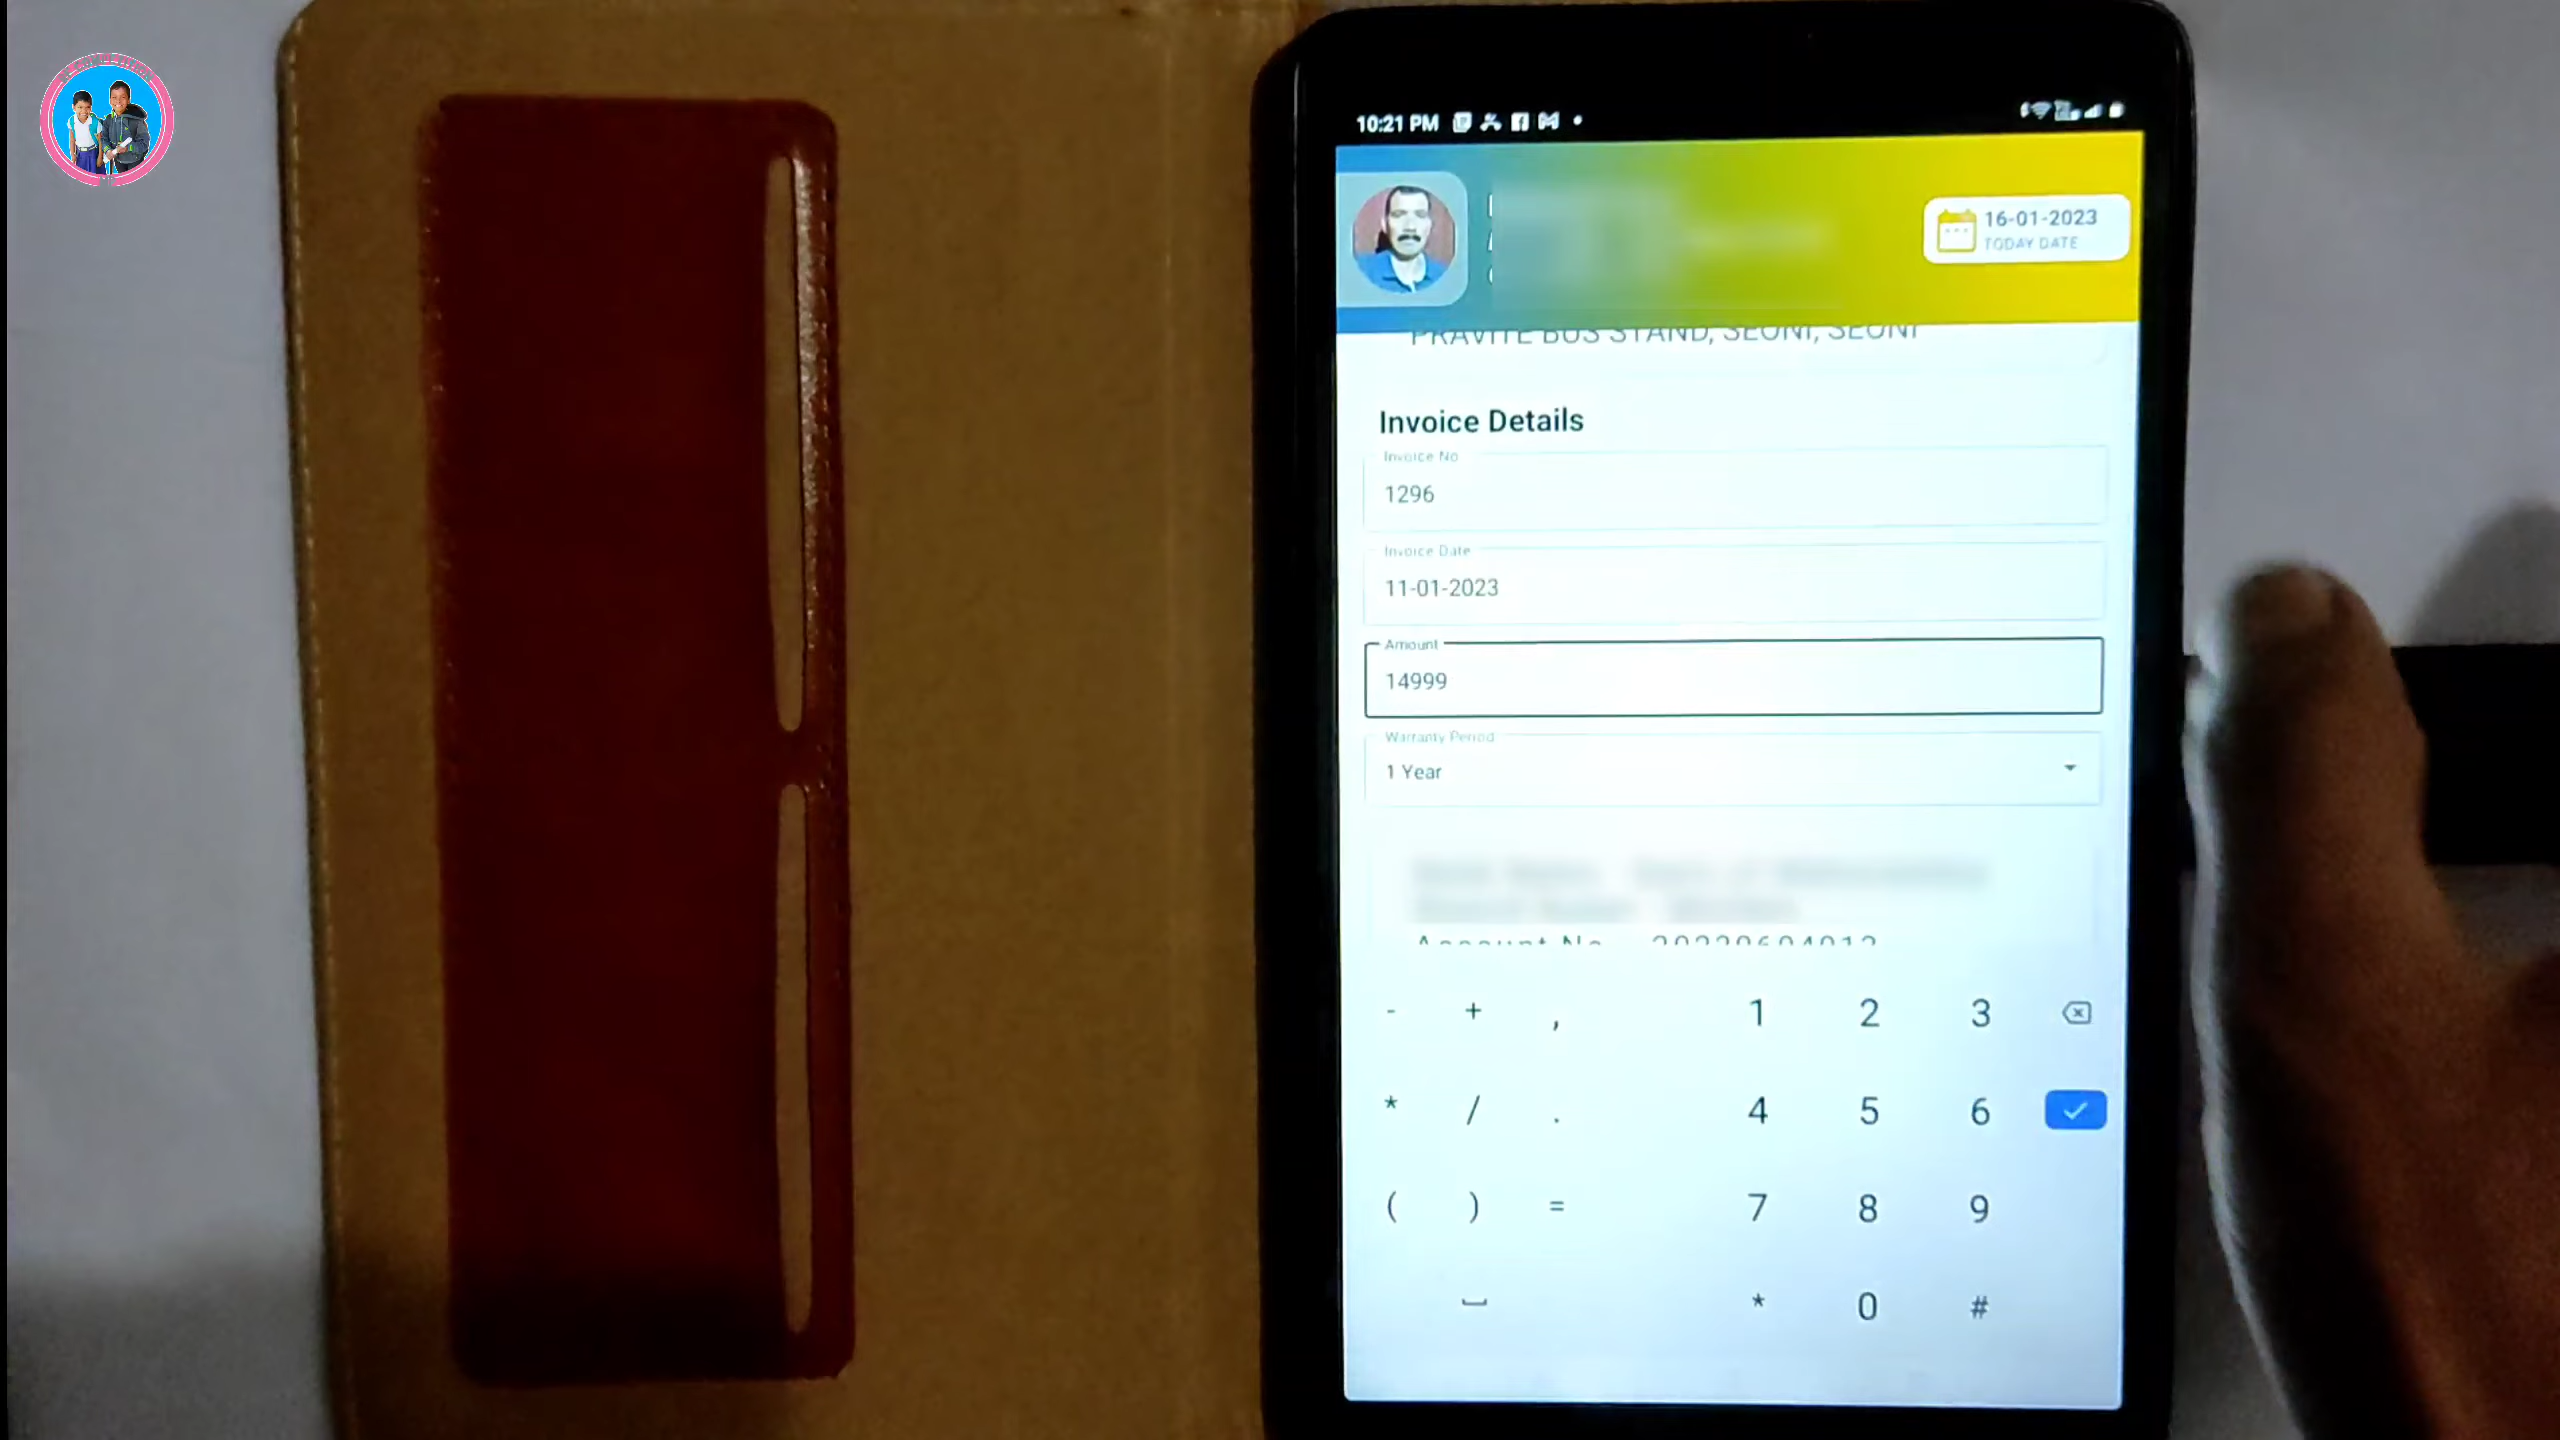 10:21 PM
16-01-2023
TODAY DATE
PRAVITE BUS STAND, SEONI, SEONI
Invoice Details
Invoice No
1296
Invoice Date
11-01-2023
Amount
14999
Warranty Period
1 Year
Account No
- + , 1 2 3
* / . 4 5 6
( ) = 7 8 9
* 0 #